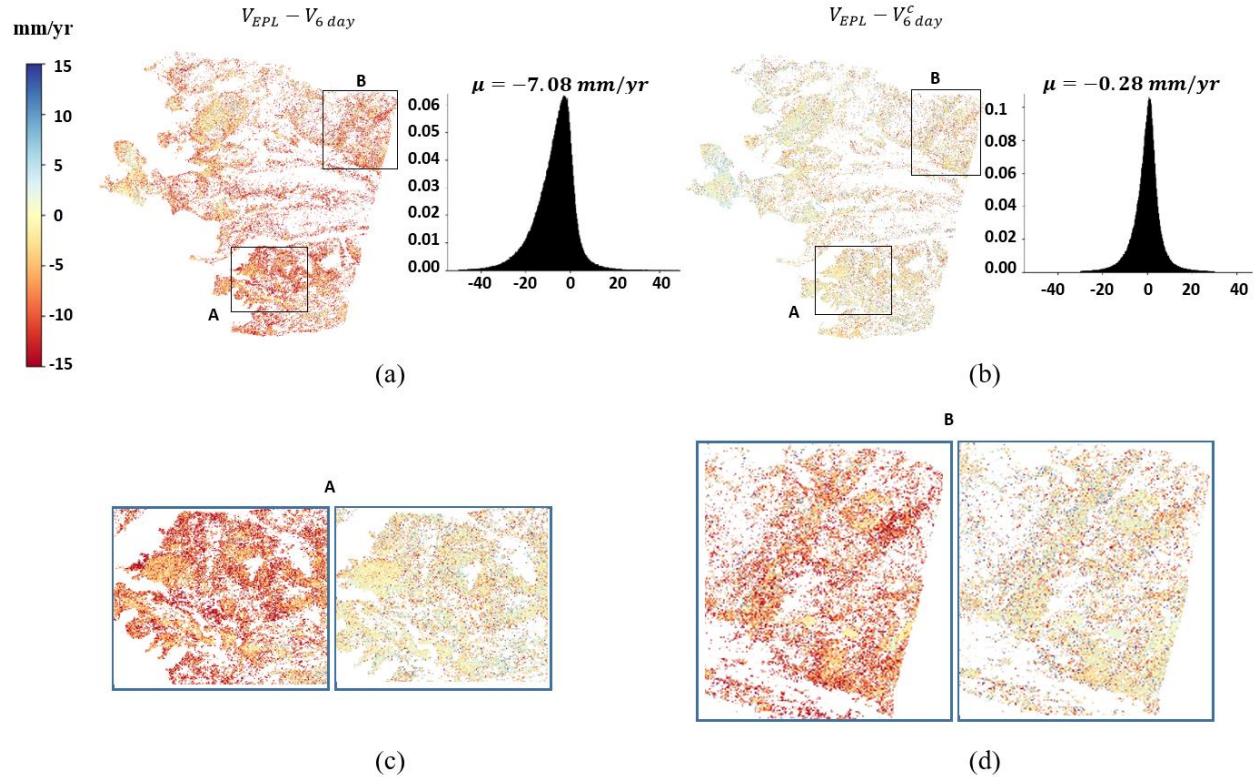 V_EPL − V_6 day
V_EPL − V^c_6 day
mm/yr
15
10
5
0
-5
-10
-15
B
A
μ = −7.08 mm/yr
0.06
0.05
0.04
0.03
0.02
0.01
0.00
-40 -20 0 20 40
B
A
μ = −0.28 mm/yr
0.1
0.08
0.06
0.04
0.02
0.00
-40 -20 0 20 40
(a)
(b)
A
B
(c)
(d)